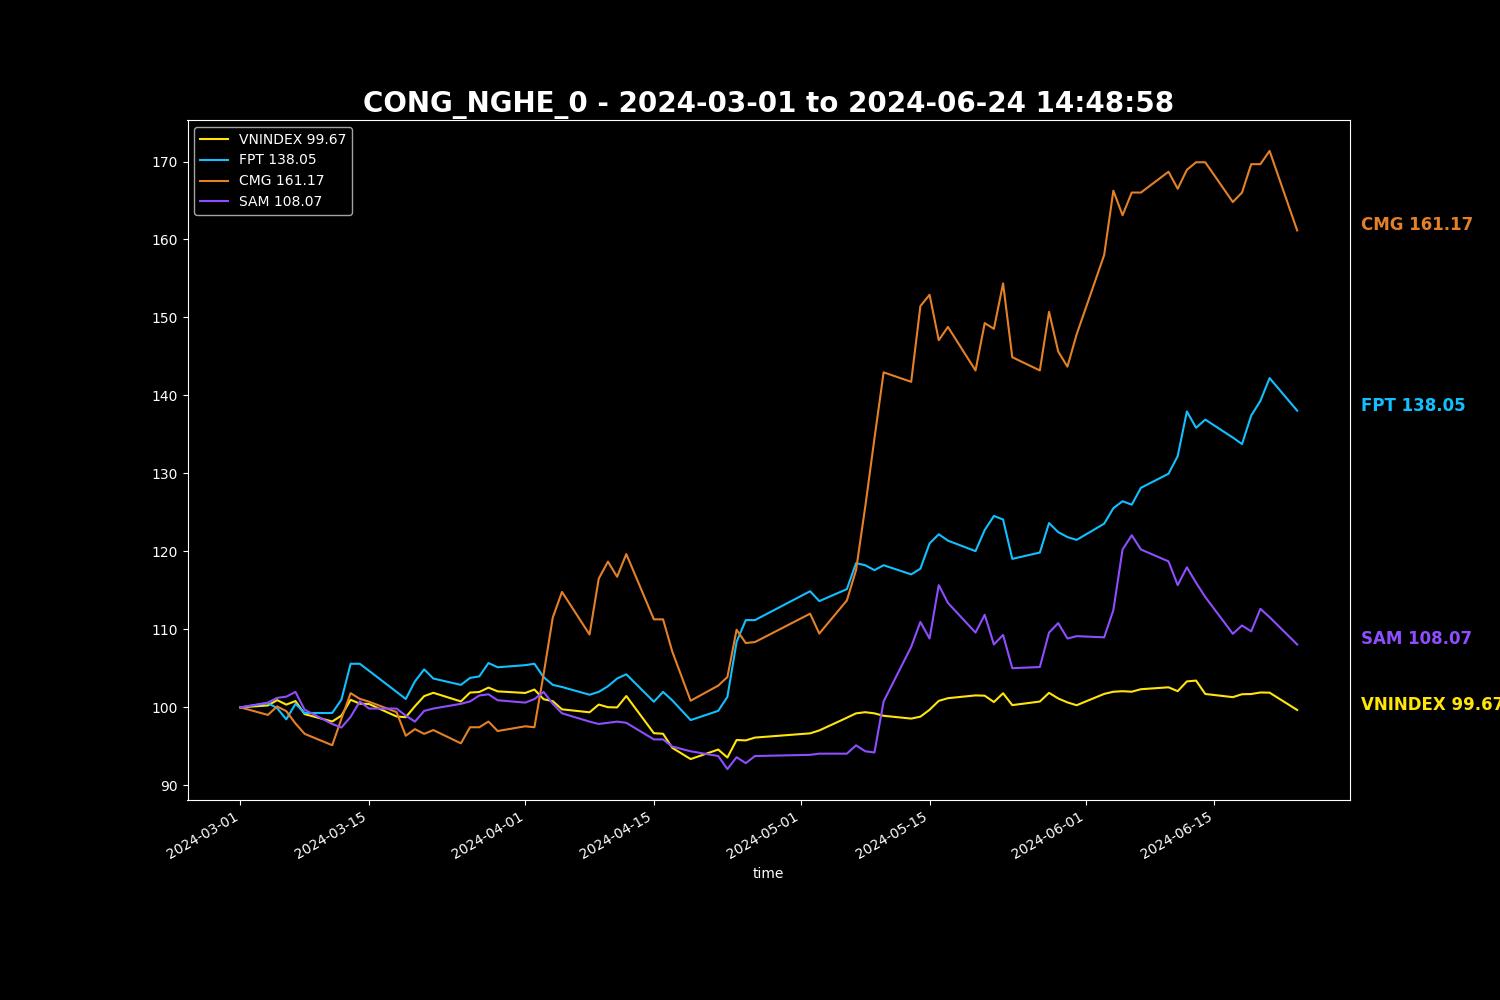 CONG_NGHE_0 - 2024-03-01 to 2024-06-24 14:48:58
VNINDEX 99.67
FPT 138.05
CMG 161.17
SAM 108.07
170
160
150
140
130
120
110
100
90
CMG 161.17
FPT 138.05
SAM 108.07
VNINDEX 99.67
2024-03-01
2024-03-15
2024-04-01
2024-04-15
2024-05-01
2024-05-15
2024-06-01
2024-06-15
time